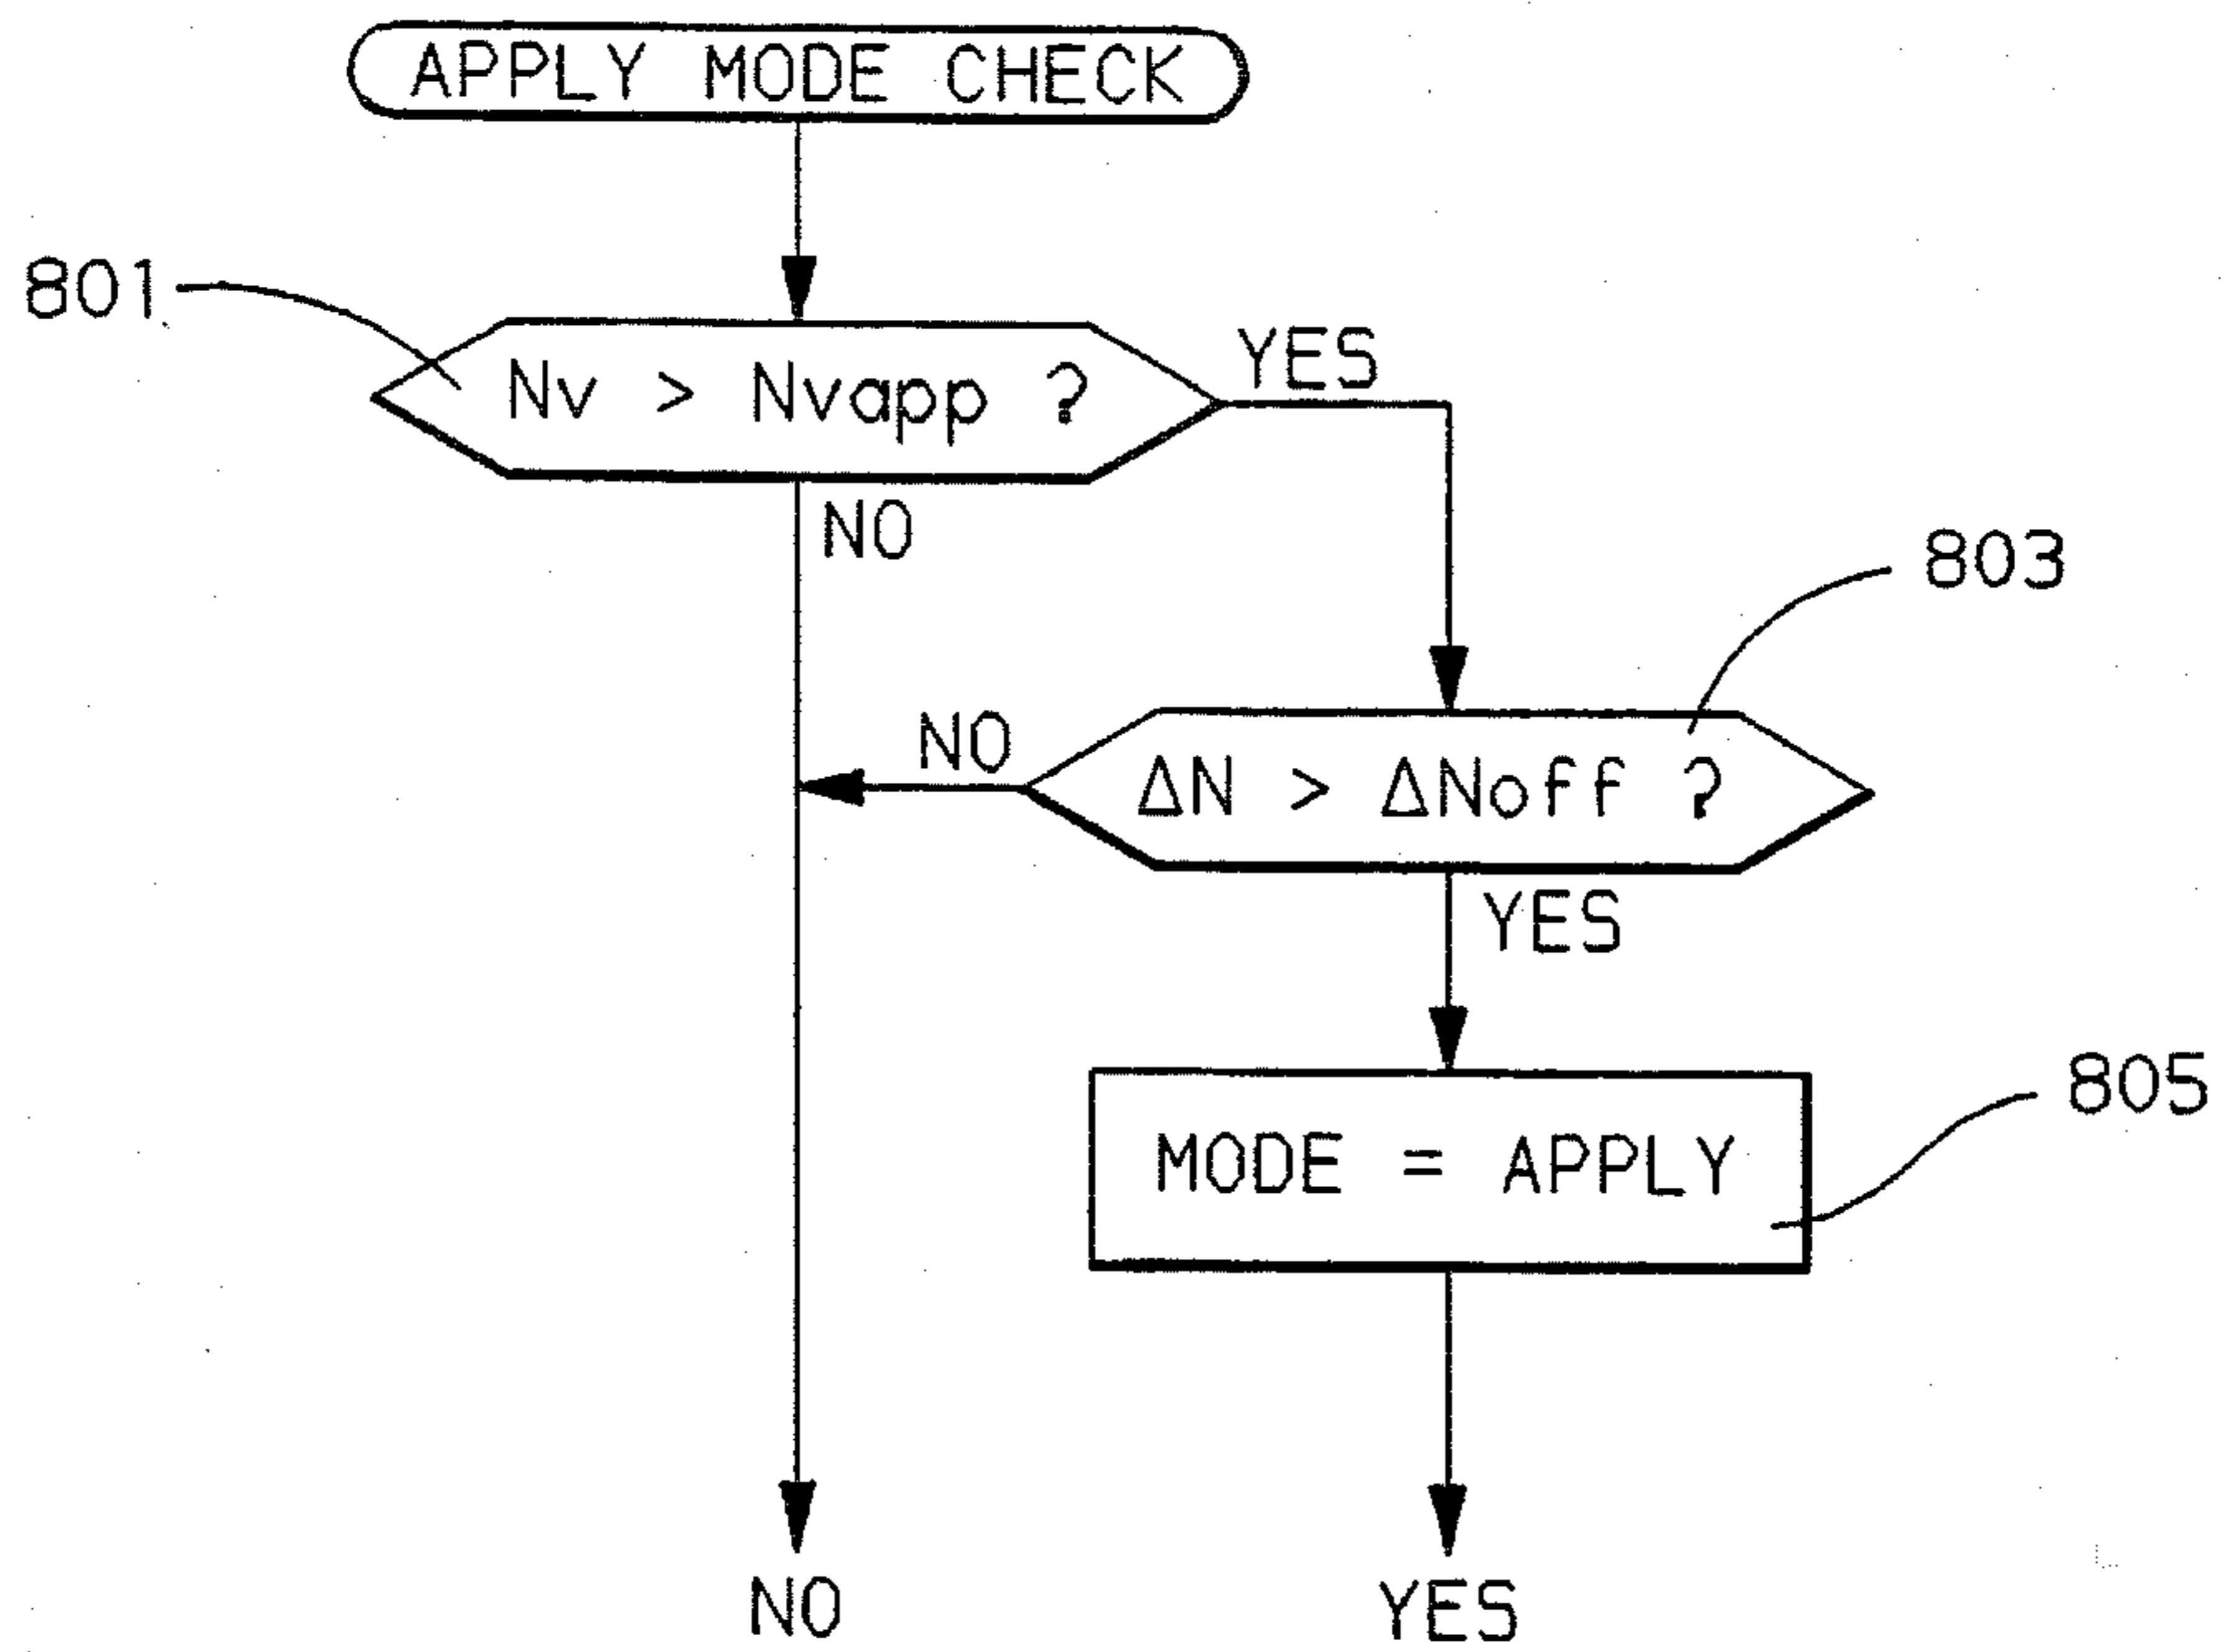 APPLY MODE CHECK
801
Nv > Nvapp ?
YES
NO
803
NO
ΔN > ΔNoff ?
YES
805
MODE = APPLY
NO
YES